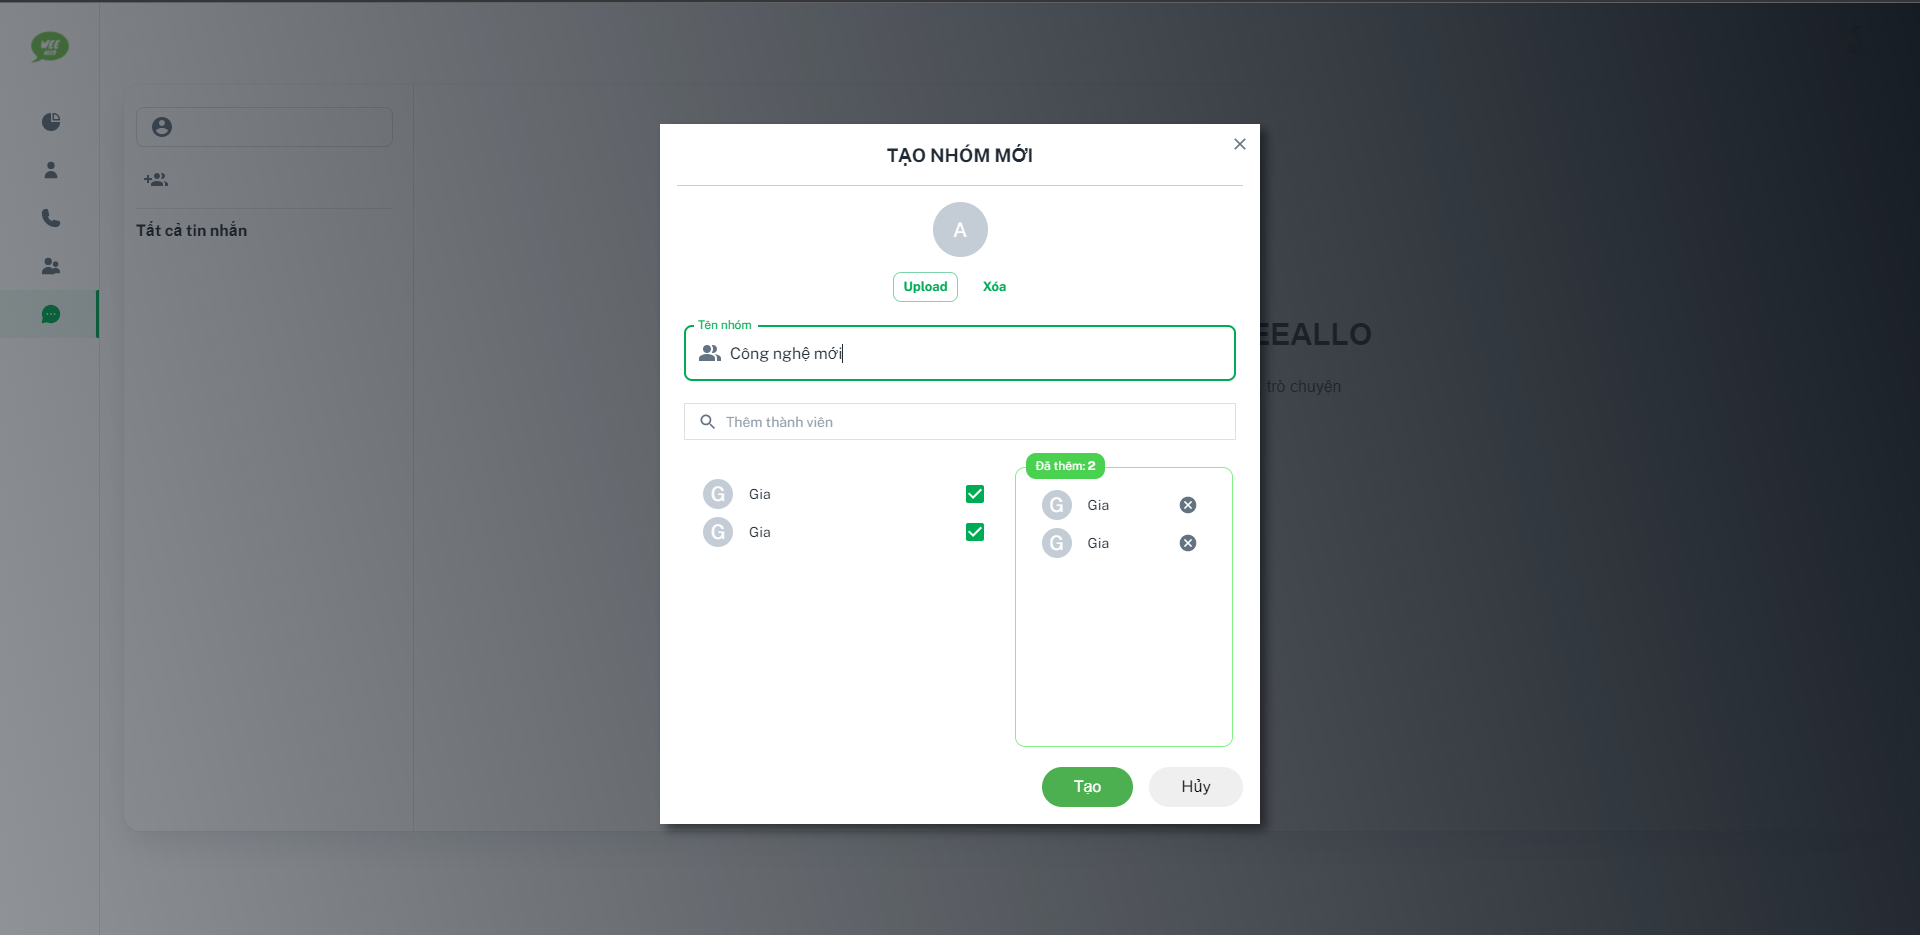 WEE
Tất cả tin nhắn
TẠO NHÓM MỚI
A
Upload
Xóa
Tên nhóm
Công nghệ mới
EEALLO
trò chuyện
Thêm thành viên
Đã thêm: 2
G Gia
G Gia
G Gia
G Gia
Tạo
Hủy